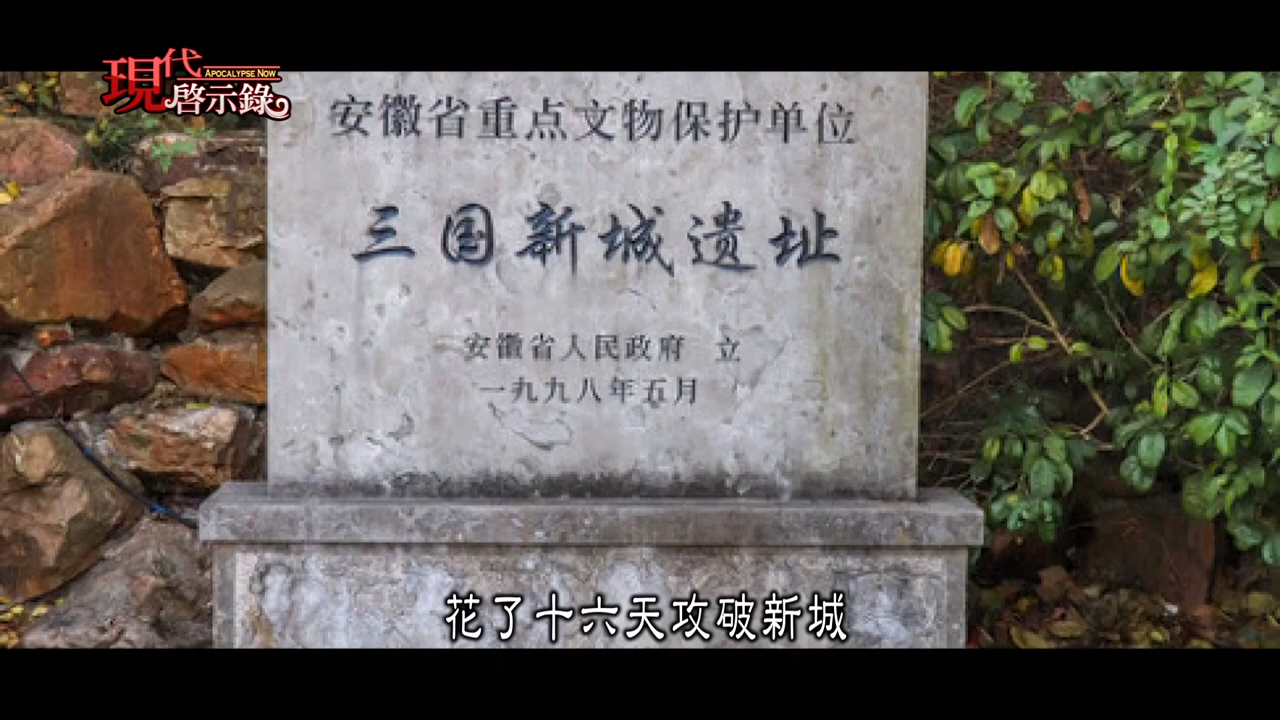 現代
APOCALYPSE NOW
啓示錄
安徽省重点文物保护单位
三国新城遗址
安徽省人民政府 立
一九九八年五月
花了十六天攻破新城